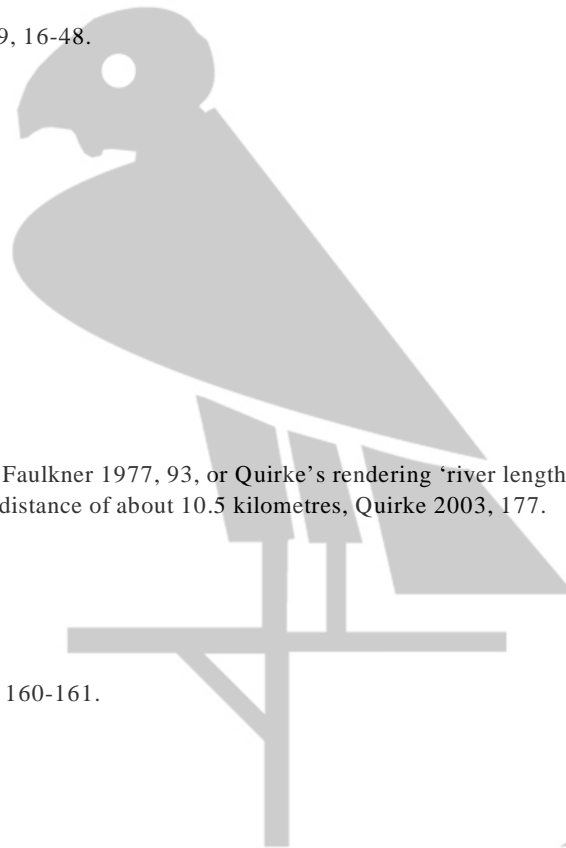 9, 16-48.
Faulkner 1977, 93, or Quirke’s rendering ‘river length
distance of about 10.5 kilometres, Quirke 2003, 177.
160-161.